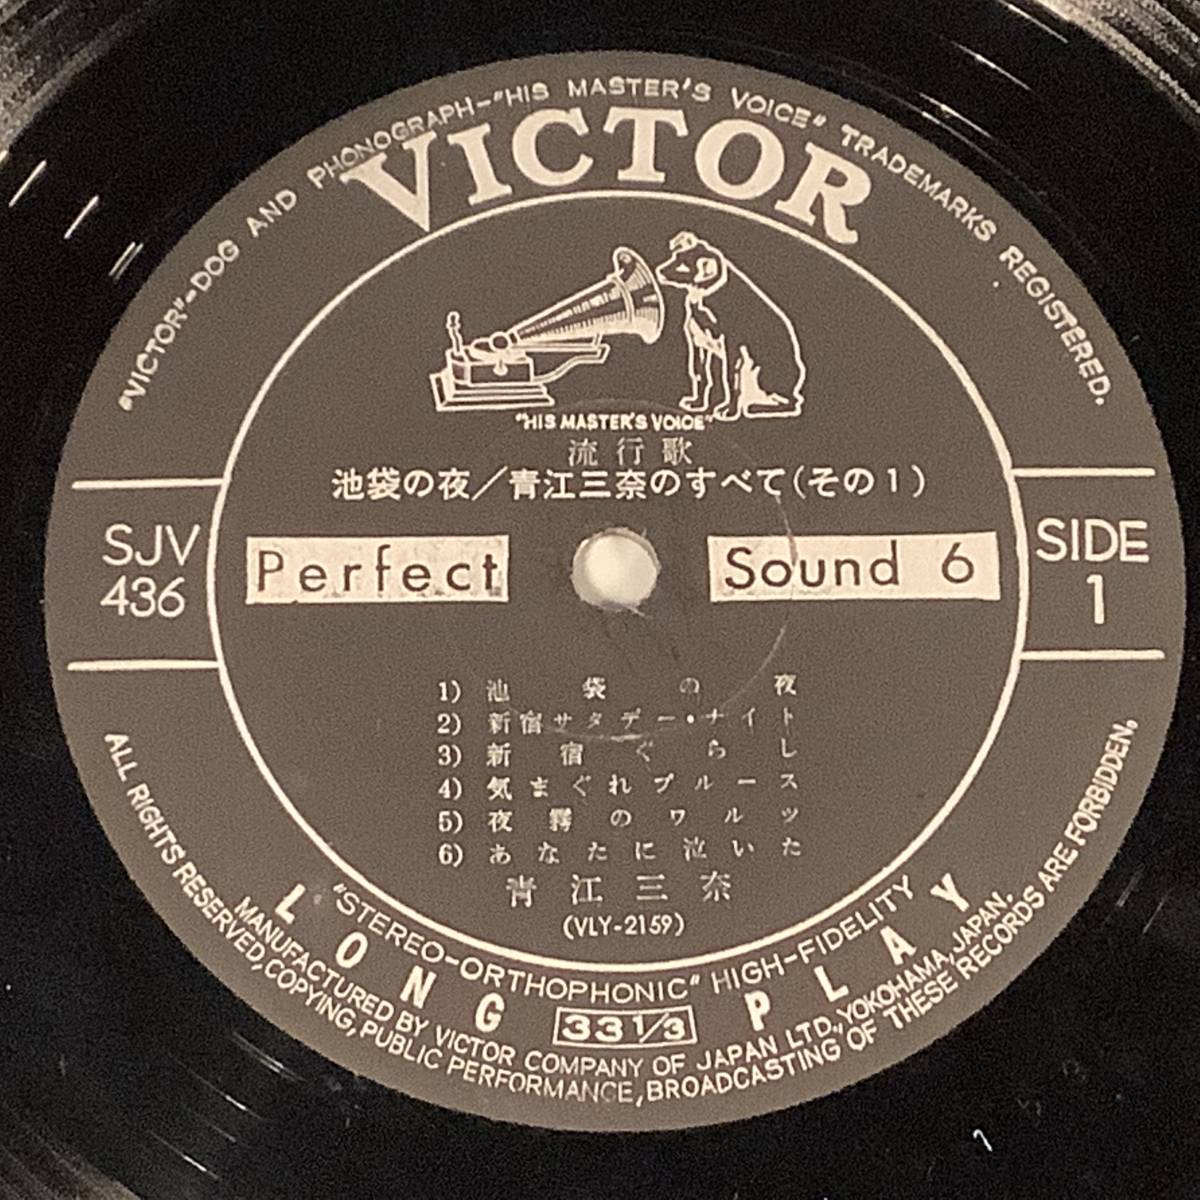 "VICTOR"-DOG AND PHONOGRAPH-"HIS MASTER'S VOICE" TRADEMARKS REGISTERED.
VICTOR
"HIS MASTER'S VOICE"
流行歌
池袋の夜／青江三奈のすべて(その1)
SJV
436
Perfect Sound 6
SIDE
1
1) 池袋の夜
2) 新宿サタデー・ナイト
3) 新宿ぐらし
4) 気まぐれブルース
5) 夜霧のワルツ
6) あなたに泣いた
青江三奈
(VLY-2159)
"STEREO-ORTHOPHONIC" HIGH-FIDELITY
LONG 33 1/3 PLAY
MANUFACTURED BY VICTOR COMPANY OF JAPAN LTD., YOKOHAMA, JAPAN.
ALL RIGHTS RESERVED, COPYING, PUBLIC PERFORMANCE, BROADCASTING OF THESE RECORDS ARE FORBIDDEN.